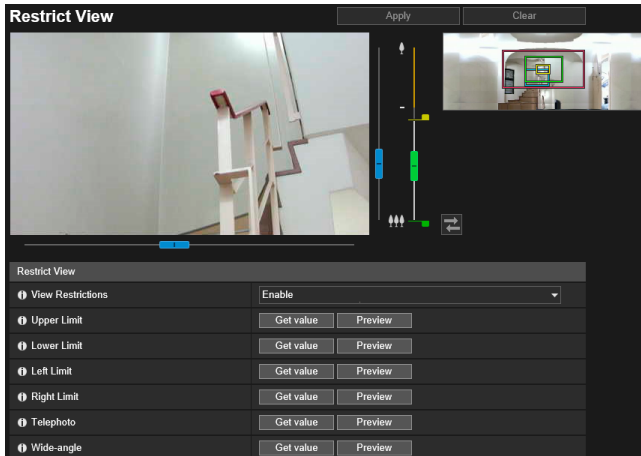 Restrict View
Apply
Clear
Restrict View
View Restrictions
Enable
Upper Limit
Get value
Preview
Lower Limit
Get value
Preview
Left Limit
Get value
Preview
Right Limit
Get value
Preview
Telephoto
Get value
Preview
Wide-angle
Get value
Preview